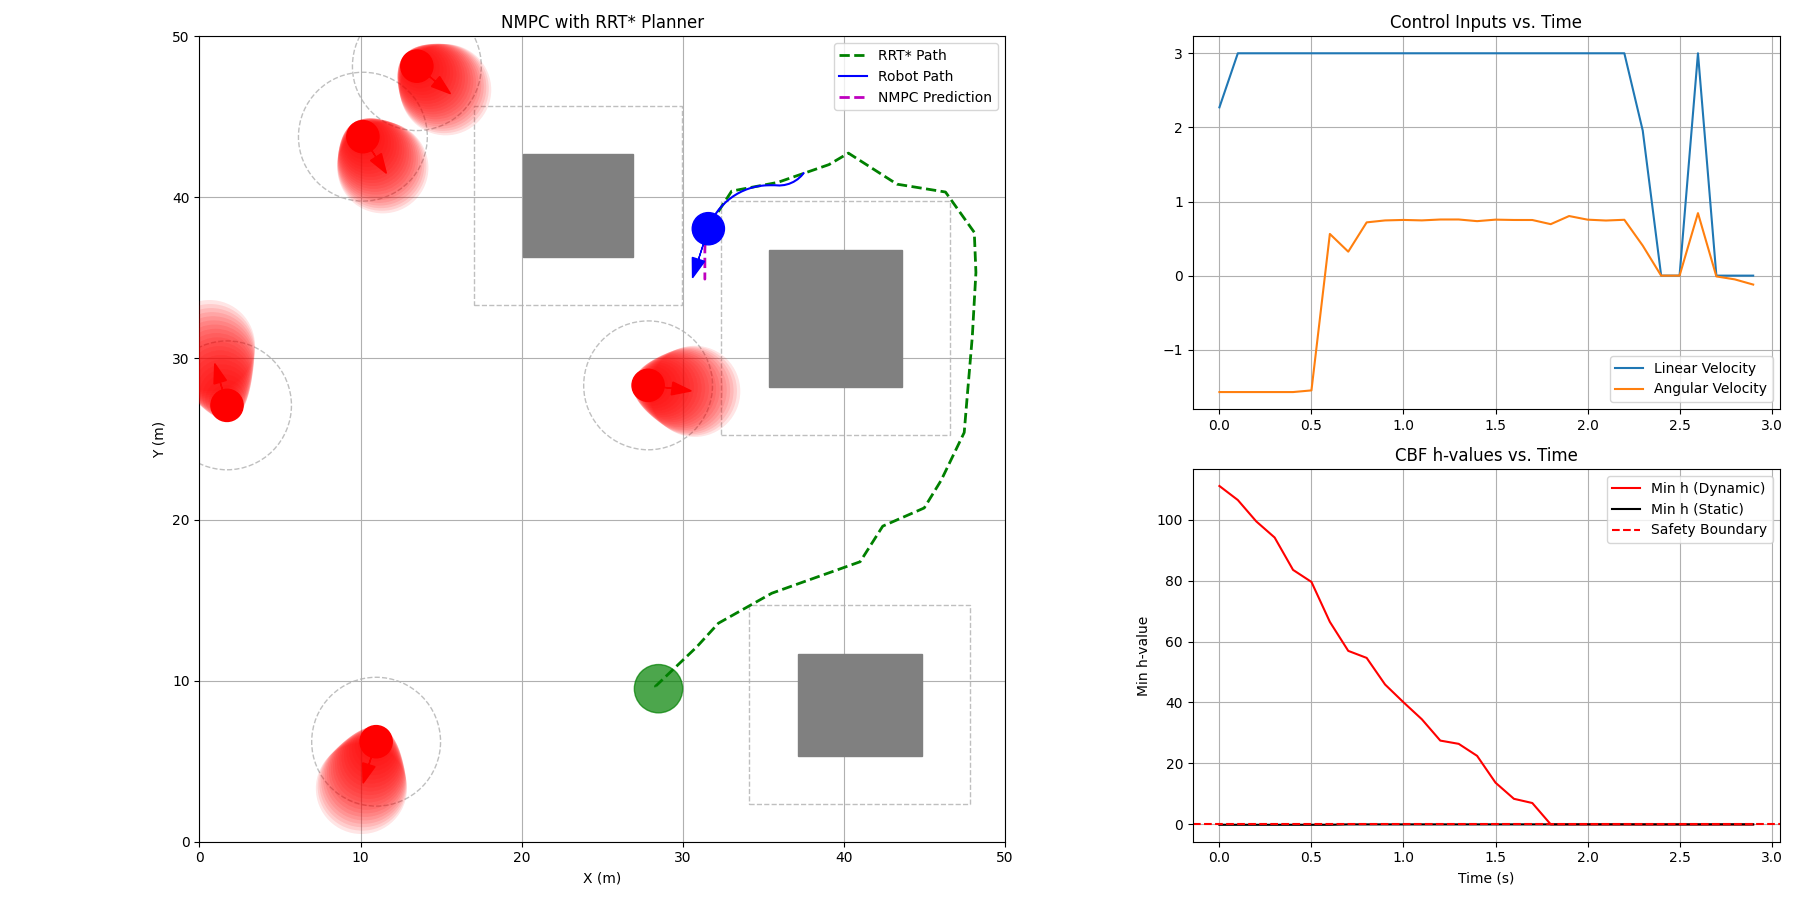 NMPC with RRT* Planner
50
40
30
20
10
0
Y (m)
0 10 20 30 40 50
X (m)
RRT* Path
Robot Path
NMPC Prediction
Control Inputs vs. Time
3
2
1
0
−1
0.0 0.5 1.0 1.5 2.0 2.5 3.0
Linear Velocity
Angular Velocity
CBF h-values vs. Time
100
80
60
40
20
0
Min h-value
0.0 0.5 1.0 1.5 2.0 2.5 3.0
Time (s)
Min h (Dynamic)
Min h (Static)
Safety Boundary